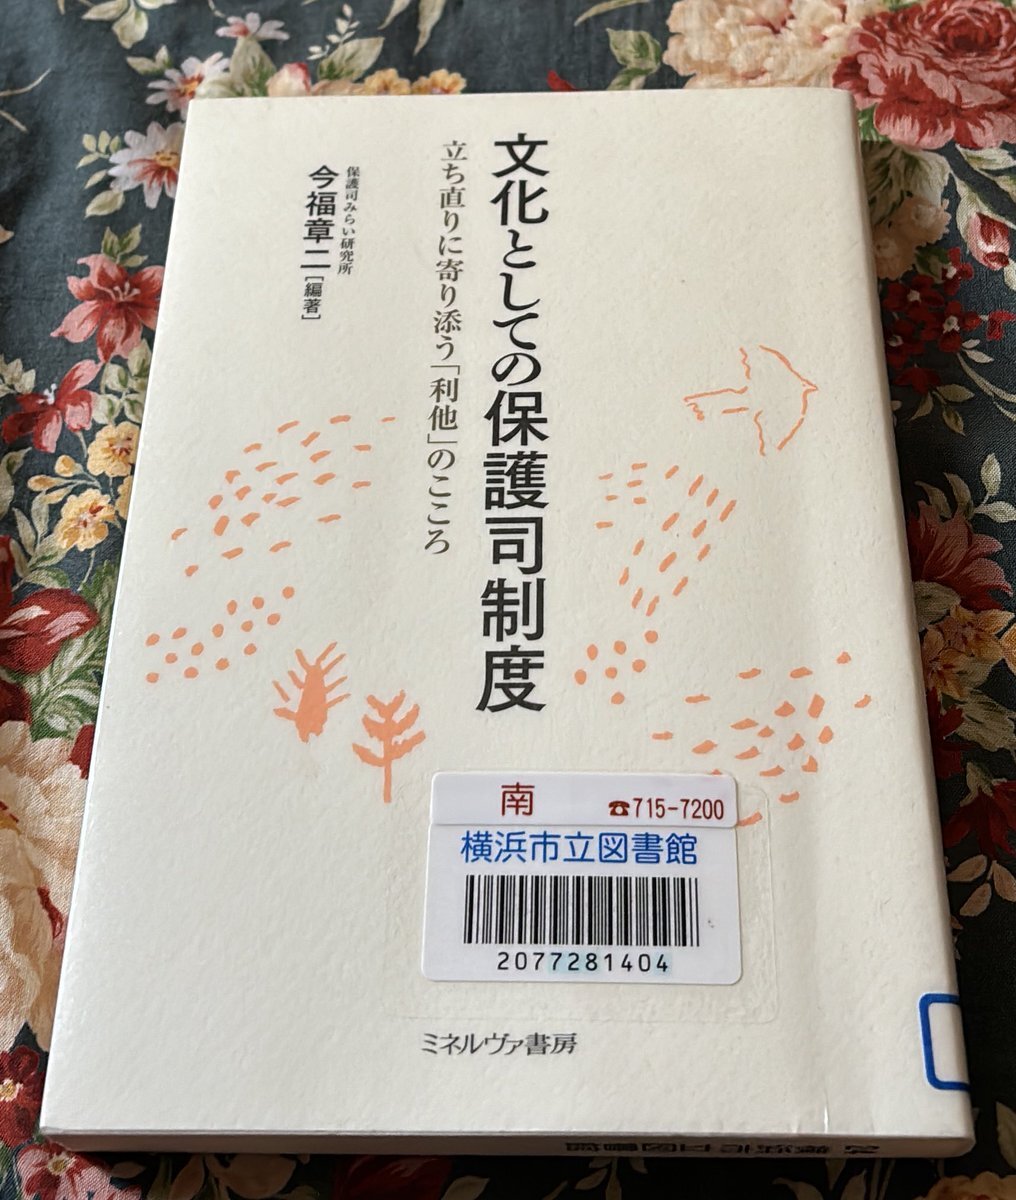 文化としての保護司制度
立ち直りに寄り添う「利他」のこころ
保護司みらい研究所
今福章二[編著]
南 ☎715-7200
横浜市立図書館
2077281404
ミネルヴァ書房